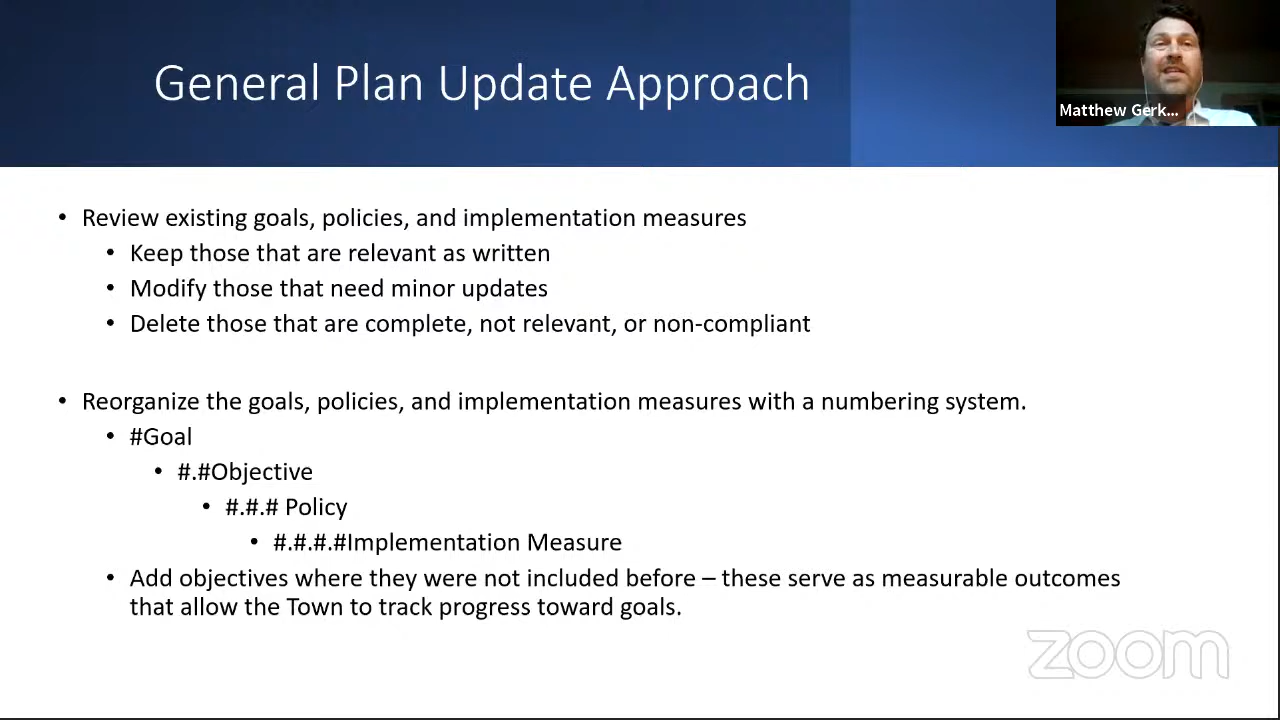 General Plan Update Approach
Matthew Gerk...
• Review existing goals, policies, and implementation measures
• Keep those that are relevant as written
• Modify those that need minor updates
• Delete those that are complete, not relevant, or non-compliant
• Reorganize the goals, policies, and implementation measures with a numbering system.
• #Goal
• #.#Objective
• #.#.# Policy
• #.#.#.#Implementation Measure
• Add objectives where they were not included before – these serve as measurable outcomes
that allow the Town to track progress toward goals.
zoom